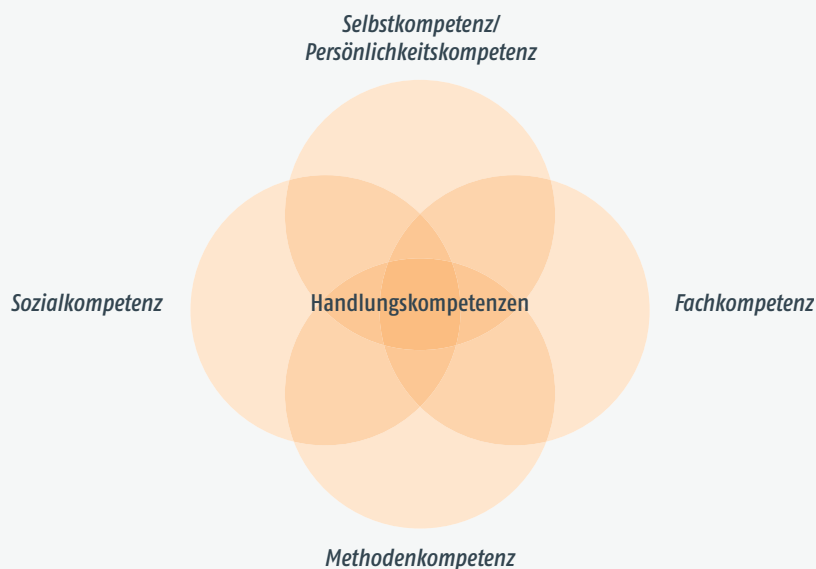 Selbstkompetenz/
Persönlichkeitskompetenz
Sozialkompetenz
Handlungskompetenzen
Fachkompetenz
Methodenkompetenz